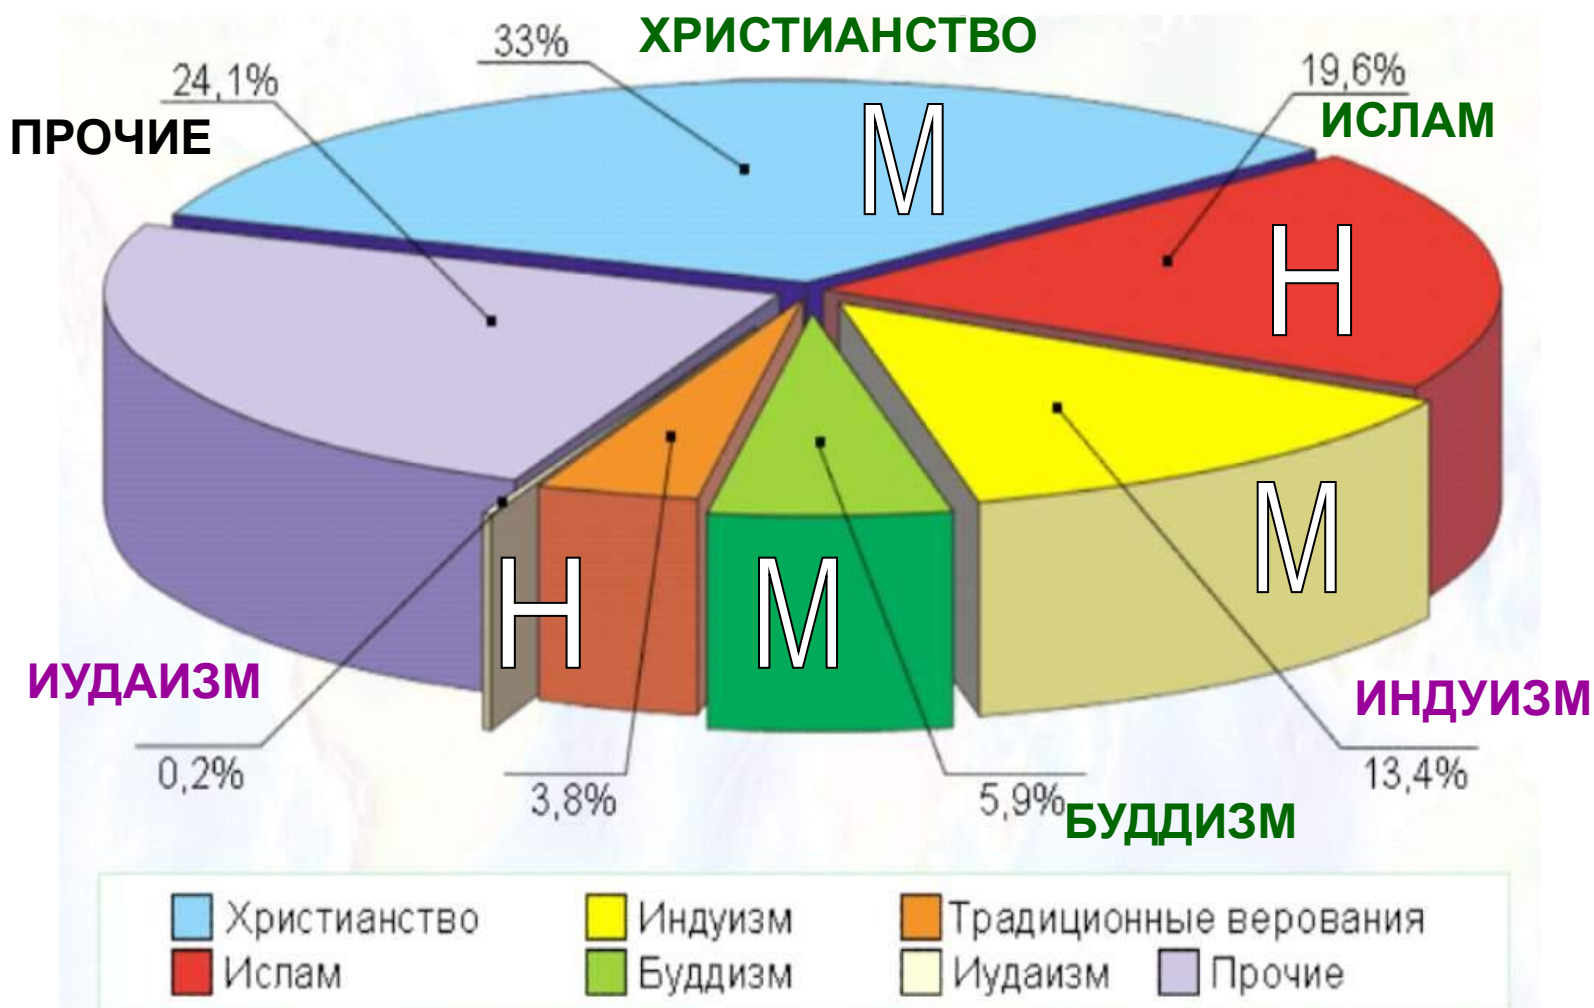 33%
ХРИСТИАНСТВО
24,1%
19,6%
ПРОЧИЕ
ИСЛАМ
М
Н
М
Н
М
ИУДАИЗМ
ИНДУИЗМ
0,2%
3,8%
5,9%
13,4%
БУДДИЗМ
Христианство
Индуизм
Традиционные верования
Ислам
Буддизм
Иудаизм
Прочие